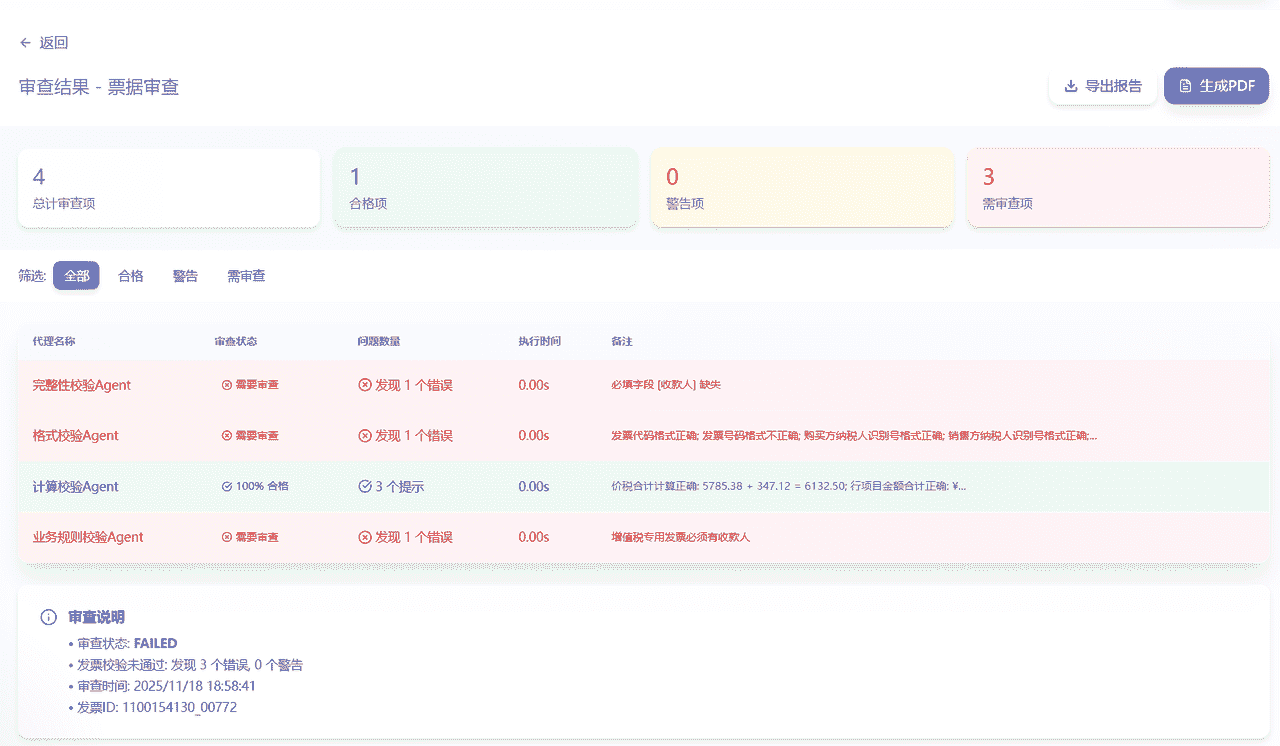 ← 返回
审查结果 - 票据审查
导出报告
生成PDF
4
总计审查项
1
合格项
0
警告项
3
需审查项
筛选: 全部 合格 警告 需审查
代理名称 审查状态 问题数量 执行时间 备注
完整性校验Agent 需要审查 发现 1 个错误 0.00s 必填字段 [收款人] 缺失
格式校验Agent 需要审查 发现 1 个错误 0.00s 发票代码格式正确; 发票号码格式不正确; 购买方纳税人识别号格式正确; 销售方纳税人识别号格式正确;...
计算校验Agent 100% 合格 3 个提示 0.00s 价税合计计算正确: 5785.38 + 347.12 = 6132.50; 行项目金额合计正确: ¥...
业务规则校验Agent 需要审查 发现 1 个错误 0.00s 增值税专用发票必须有收款人
审查说明
• 审查状态: FAILED
• 发票校验未通过: 发现 3 个错误, 0 个警告
• 审查时间: 2025/11/18 18:58:41
• 发票ID: 1100154130_00772